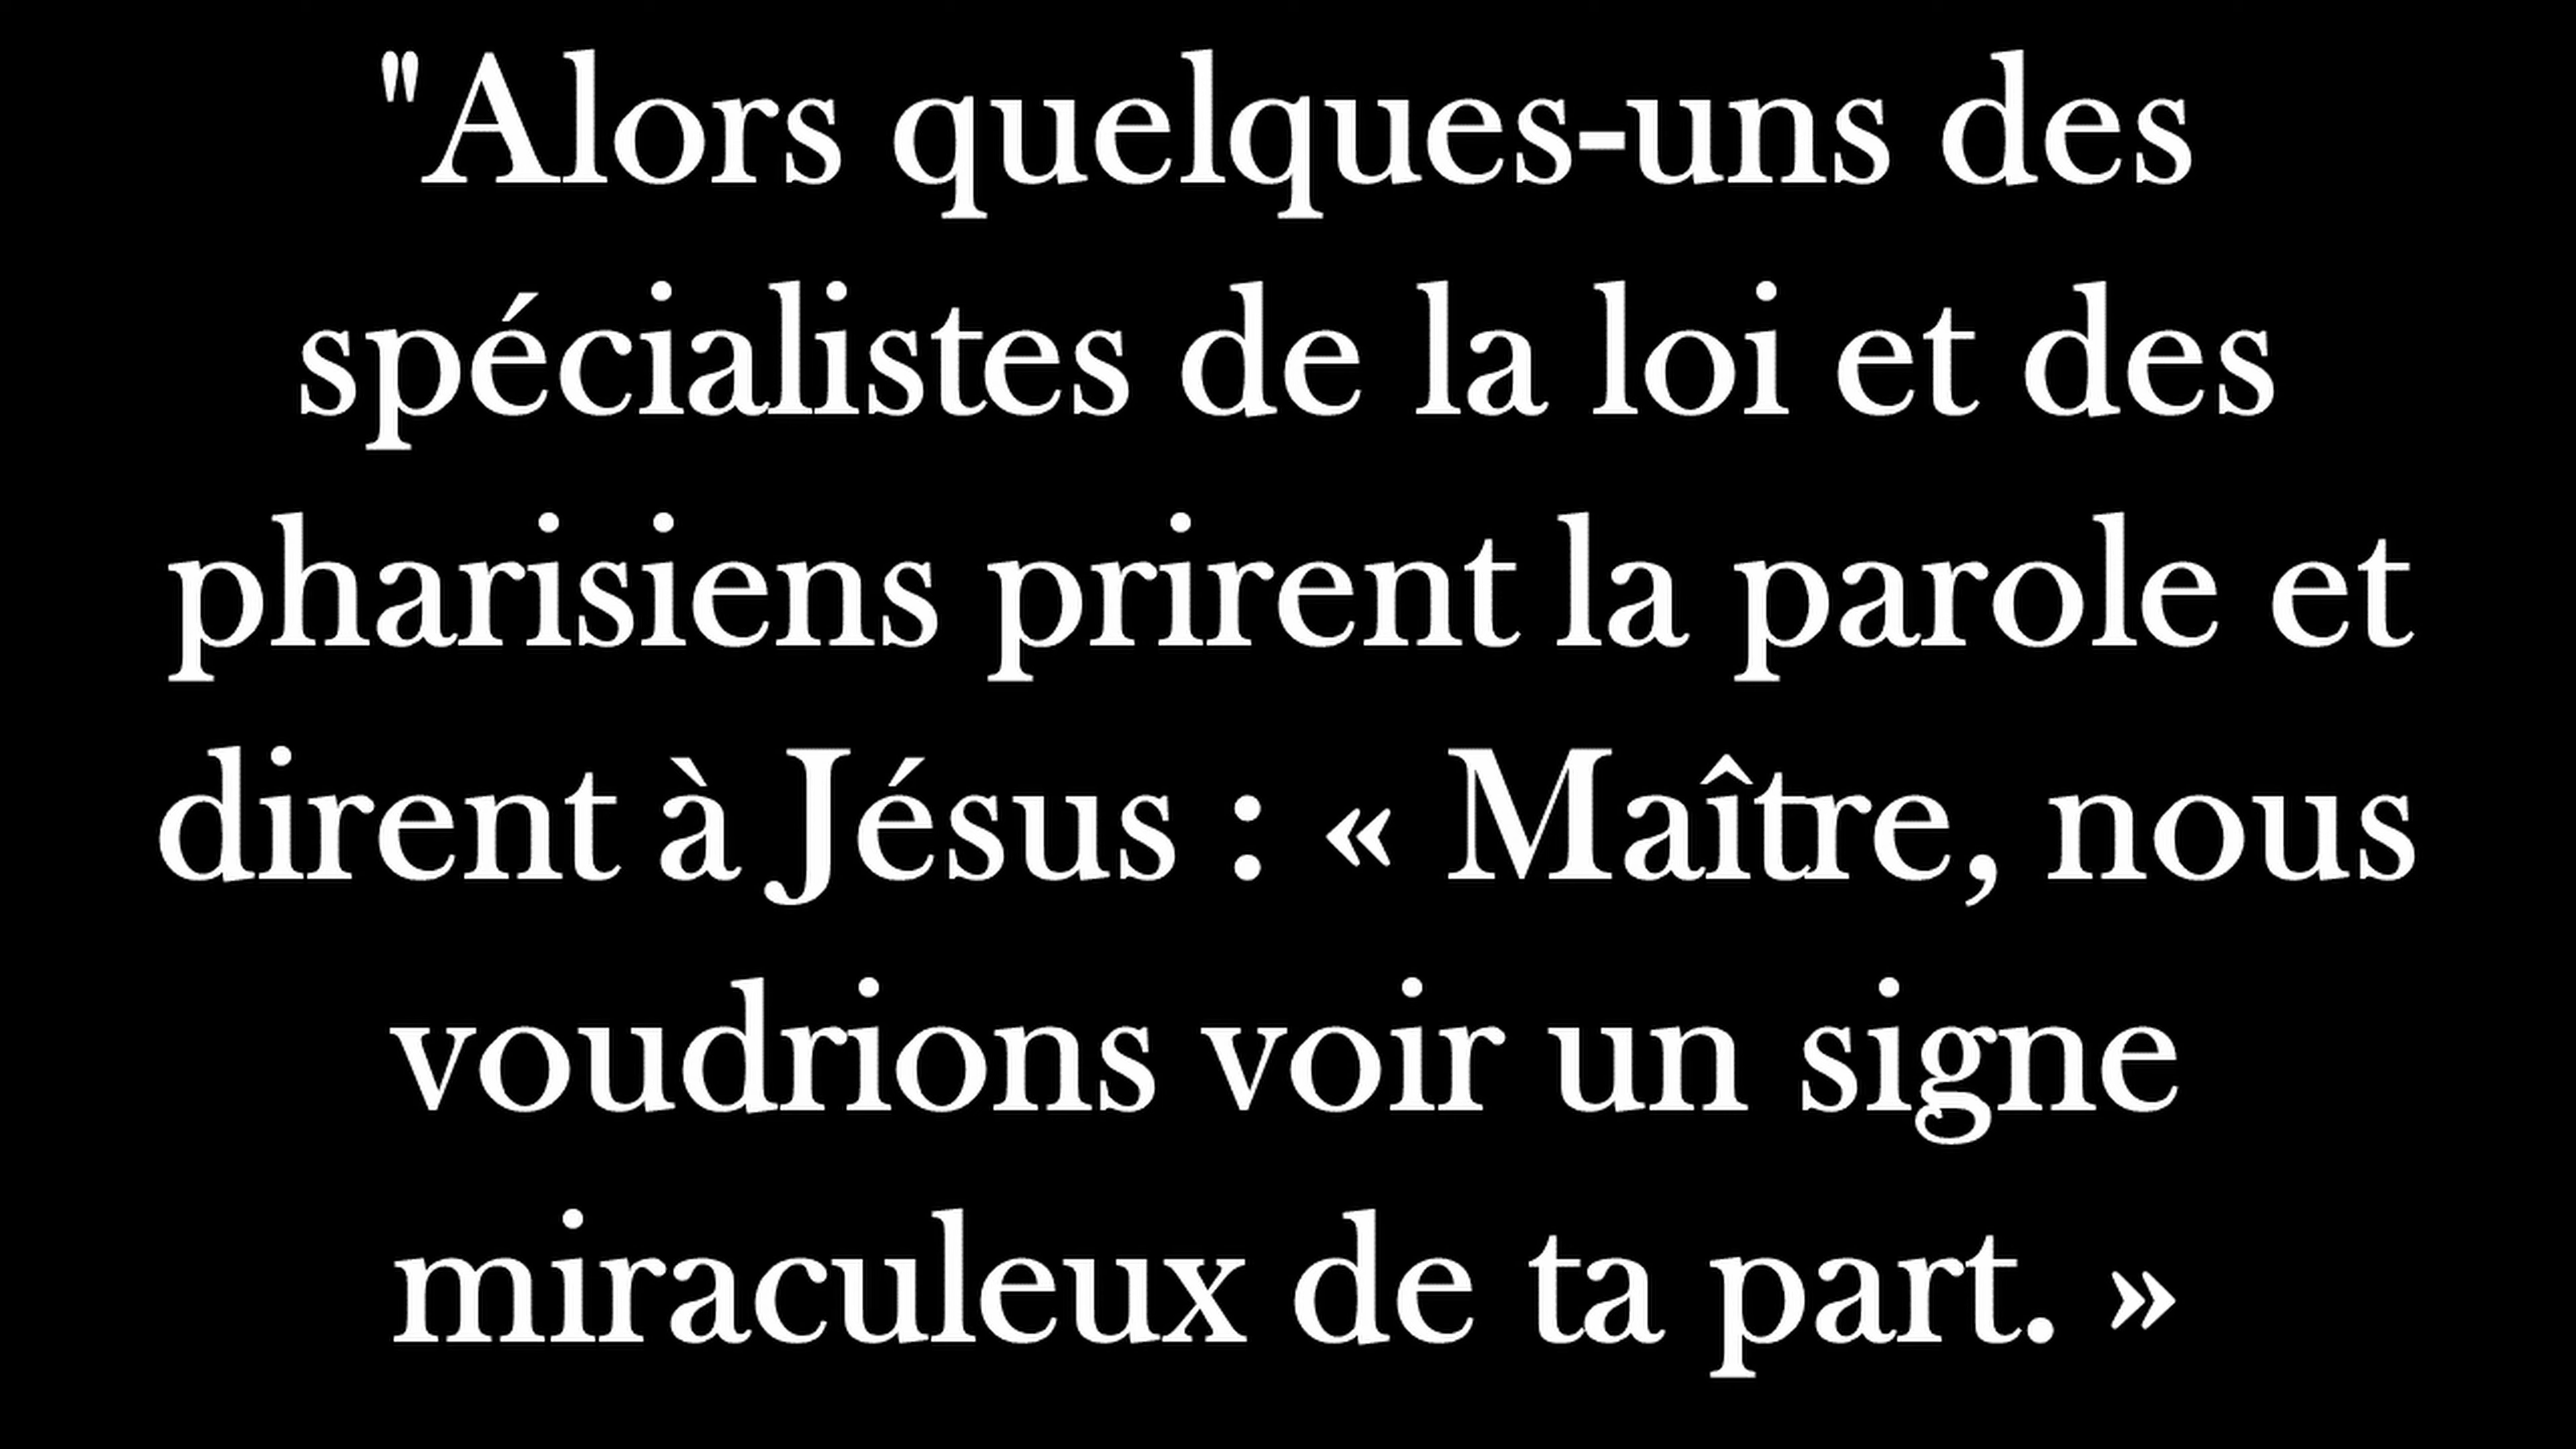 "Alors quelques-uns des
spécialistes de la loi et des
pharisiens prirent la parole et
dirent à Jésus : « Maître, nous
voudrions voir un signe
miraculeux de ta part. »